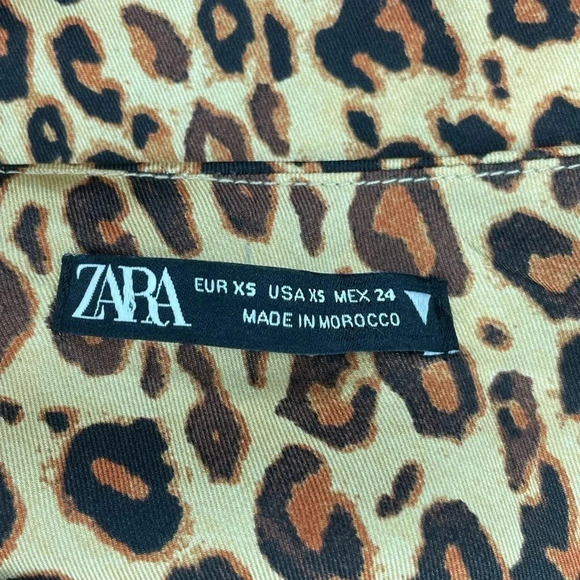 ZARA
EUR XS USA XS MEX 24
MADE IN MOROCCO